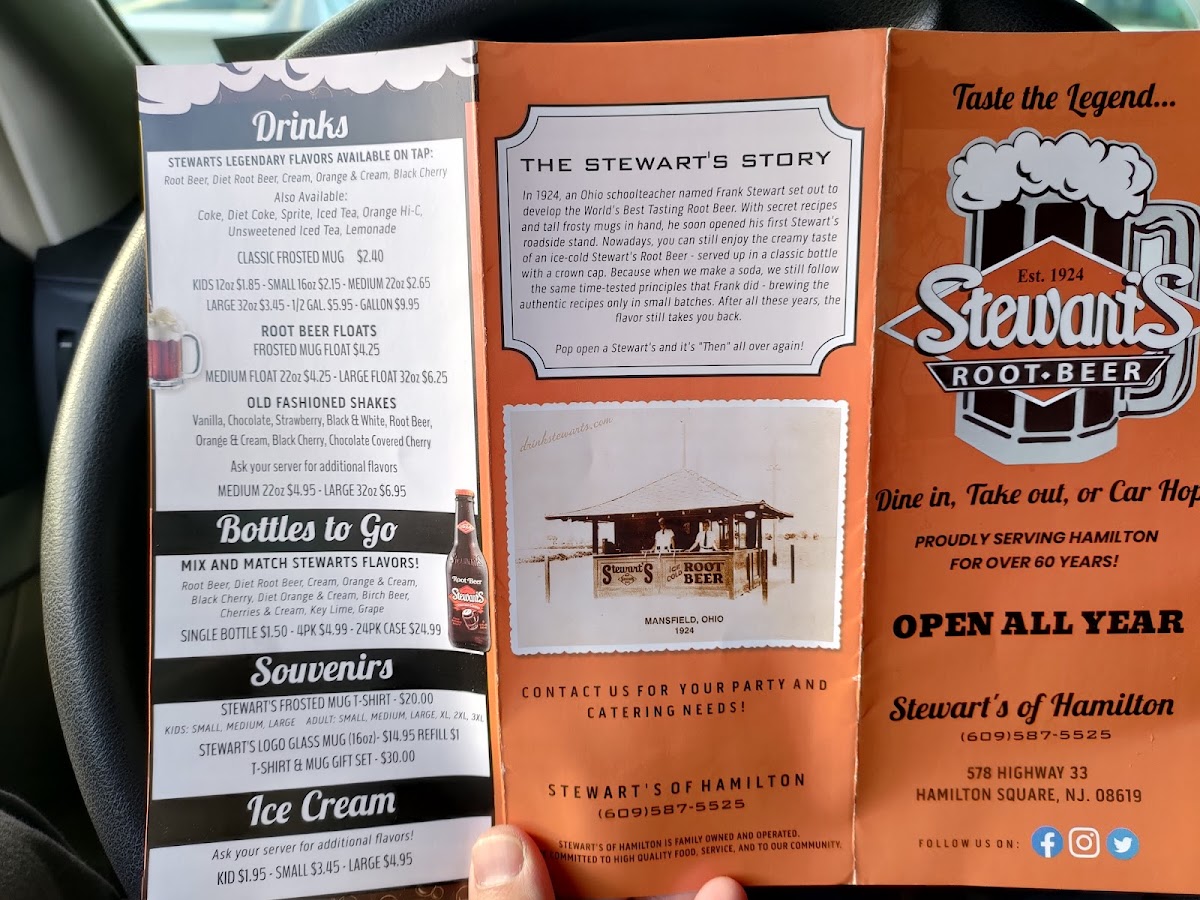 Drinks
STEWARTS LEGENDARY FLAVORS AVAILABLE ON TAP:
Root Beer, Diet Root Beer, Cream, Orange & Cream, Black Cherry
Also Available:
Coke, Diet Coke, Sprite, Iced Tea, Orange Hi-C,
Unsweetened Iced Tea, Lemonade
CLASSIC FROSTED MUG $2.40
KIDS 12oz $1.85 - SMALL 16oz $2.15 - MEDIUM 22oz $2.65
LARGE 32oz $3.45 - 1/2 GAL. $5.95 - GALLON $9.95
ROOT BEER FLOATS
FROSTED MUG FLOAT $4.25
MEDIUM FLOAT 22oz $4.25 - LARGE FLOAT 32oz $6.25
OLD FASHIONED SHAKES
Vanilla, Chocolate, Strawberry, Black & White, Root Beer,
Orange & Cream, Black Cherry, Chocolate Covered Cherry
Ask your server for additional flavors
MEDIUM 22oz $4.95 - LARGE 32oz $6.95
Bottles to Go
MIX AND MATCH STEWARTS FLAVORS!
Root Beer, Diet Root Beer, Cream, Orange & Cream,
Black Cherry, Diet Orange & Cream, Birch Beer,
Cherries & Cream, Key Lime, Grape
SINGLE BOTTLE $1.50 - 4PK $4.99 - 24PK CASE $24.99
Root Beer
Stewart's
Souvenirs
STEWART'S FROSTED MUG T-SHIRT - $20.00
KIDS: SMALL, MEDIUM, LARGE ADULT: SMALL, MEDIUM, LARGE, XL, 2XL, 3XL
STEWART'S LOGO GLASS MUG (16oz)- $14.95 REFILL $1
T-SHIRT & MUG GIFT SET - $30.00
Ice Cream
Ask your server for additional flavors!
KID $1.95 - SMALL $3.45 - LARGE $4.95
THE STEWART'S STORY
In 1924, an Ohio schoolteacher named Frank Stewart set out to
develop the World's Best Tasting Root Beer. With secret recipes
and tall frosty mugs in hand, he soon opened his first Stewart's
roadside stand. Nowadays, you can still enjoy the creamy taste
of an ice-cold Stewart's Root Beer - served up in a classic bottle
with a crown cap. Because when we make a soda, we still follow
the same time-tested principles that Frank did - brewing the
authentic recipes only in small batches. After all these years, the
flavor still takes you back.
Pop open a Stewart's and it's "Then" all over again!
drinkstewarts.com
Stewart's
ICE COLD
ROOT BEER
MANSFIELD, OHIO
1924
CONTACT US FOR YOUR PARTY AND
CATERING NEEDS!
STEWART'S OF HAMILTON
(609)587-5525
STEWART'S OF HAMILTON IS FAMILY OWNED AND OPERATED.
COMMITTED TO HIGH QUALITY FOOD, SERVICE, AND TO OUR COMMUNITY.
Taste the Legend...
Est. 1924
Stewart's
ROOT BEER
Dine in, Take out, or Car Hop
PROUDLY SERVING HAMILTON
FOR OVER 60 YEARS!
OPEN ALL YEAR
Stewart's of Hamilton
(609)587-5525
578 HIGHWAY 33
HAMILTON SQUARE, NJ. 08619
FOLLOW US ON: